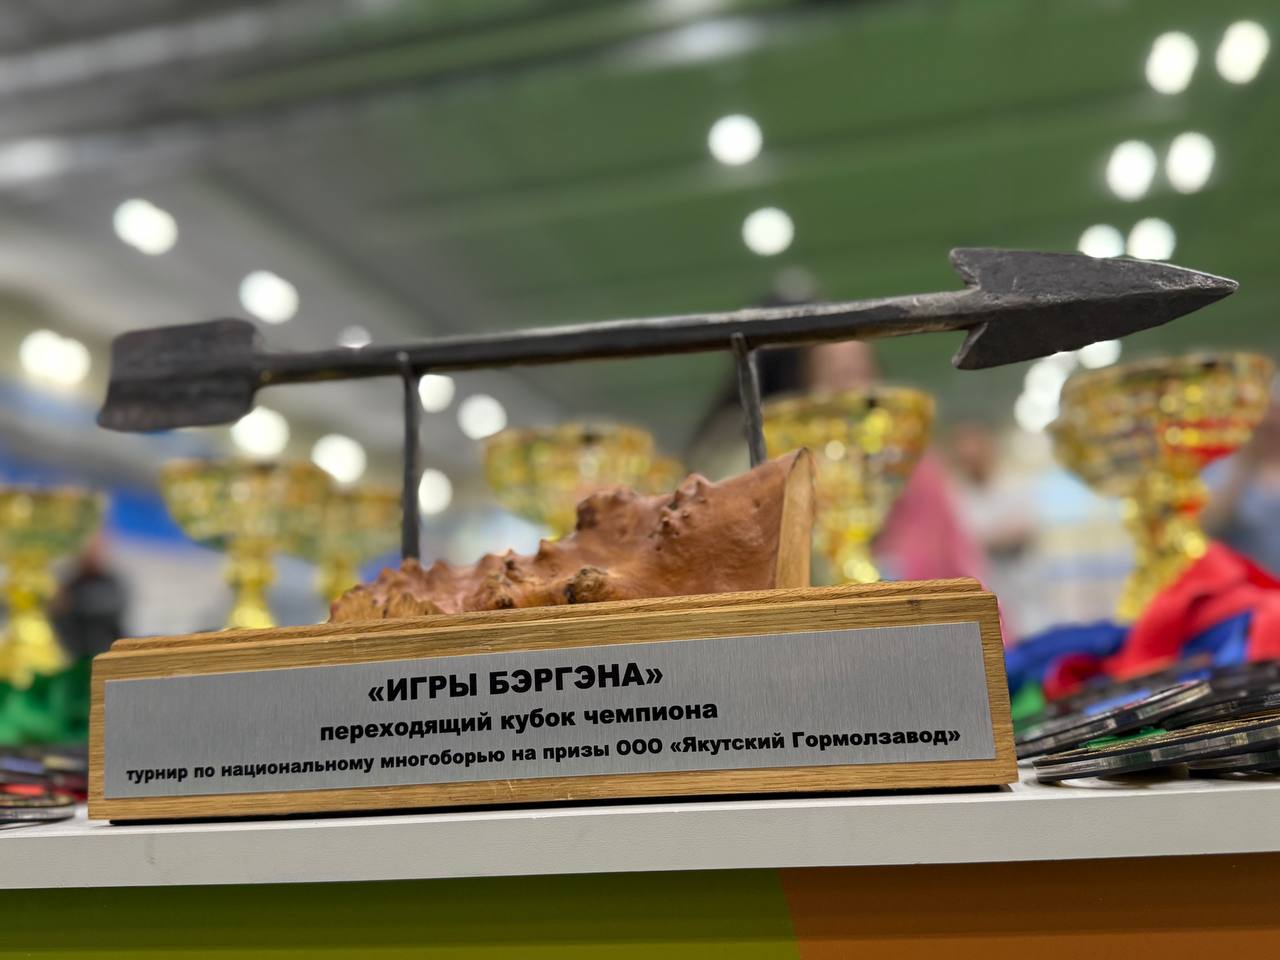 «ИГРЫ БЭРГЭНА»
переходящий кубок чемпиона
турнир по национальному многоборью на призы ООО «Якутский Гормолзавод»